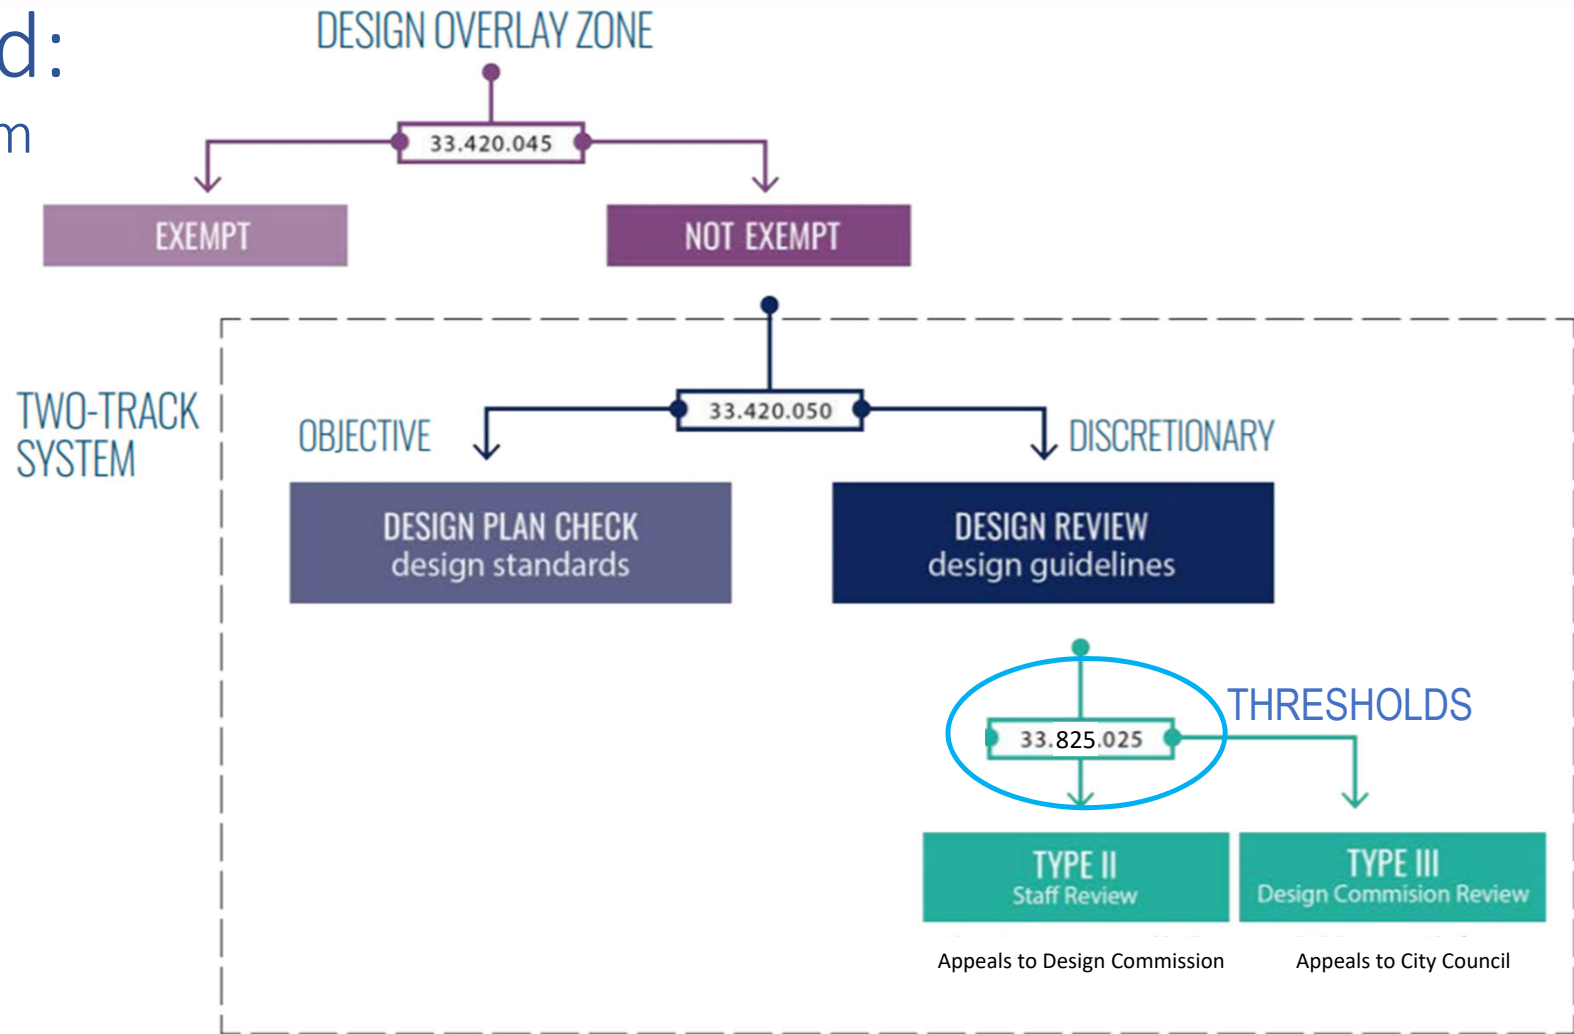 d:
m
DESIGN OVERLAY ZONE
33.420.045
EXEMPT
NOT EXEMPT
TWO-TRACK
SYSTEM
33.420.050
OBJECTIVE
DISCRETIONARY
DESIGN PLAN CHECK
design standards
DESIGN REVIEW
design guidelines
THRESHOLDS
33.825.025
TYPE II
Staff Review
TYPE III
Design Commision Review
Appeals to Design Commission
Appeals to City Council